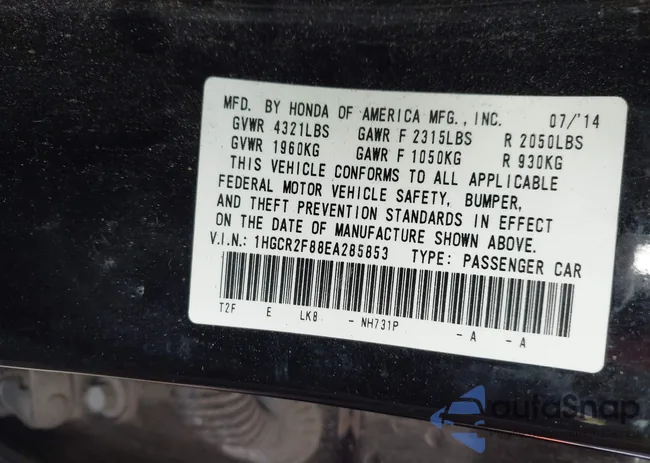 MFD. BY HONDA OF AMERICA MFG., INC. 07/'14
GVWR 4321LBS GAWR F 2315LBS R 2050LBS
GVWR 1960KG GAWR F 1050KG R 930KG
THIS VEHICLE CONFORMS TO ALL APPLICABLE
FEDERAL MOTOR VEHICLE SAFETY, BUMPER,
AND THEFT PREVENTION STANDARDS IN EFFECT
ON THE DATE OF MANUFACTURE SHOWN ABOVE.
V.I.N.: 1HGCR2F88EA285853 TYPE: PASSENGER CAR
T2F E LK8 - NH731P - A - A
autoSnap